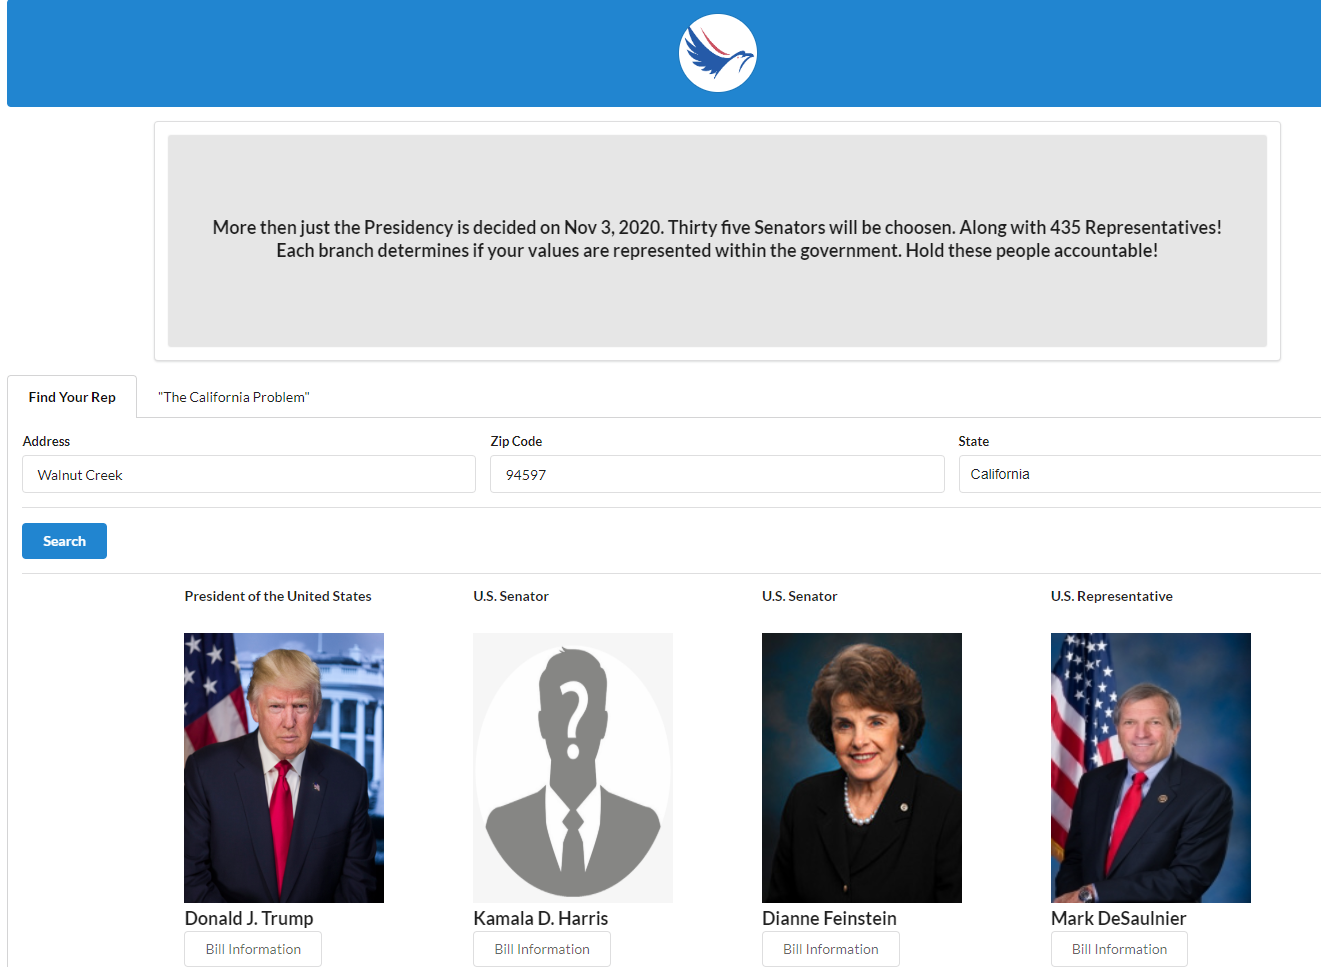 More then just the Presidency is decided on Nov 3, 2020. Thirty five Senators will be choosen. Along with 435 Representatives!
Each branch determines if your values are represented within the government. Hold these people accountable!
Find Your Rep
"The California Problem"
Address
Zip Code
State
Walnut Creek
94597
California
Search
President of the United States
U.S. Senator
U.S. Senator
U.S. Representative
?
Donald J. Trump
Kamala D. Harris
Dianne Feinstein
Mark DeSaulnier
Bill Information
Bill Information
Bill Information
Bill Information